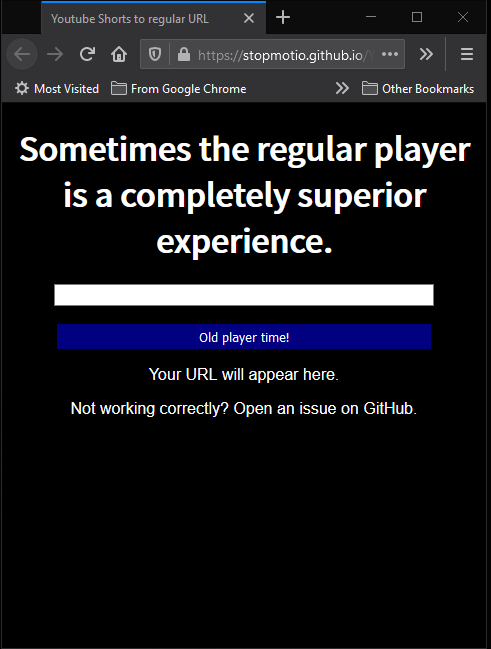 Youtube Shorts to regular URL
https://stopmotio.github.io/
Most Visited
From Google Chrome
Other Bookmarks
Sometimes the regular player
is a completely superior
experience.
Old player time!
Your URL will appear here.
Not working correctly? Open an issue on GitHub.